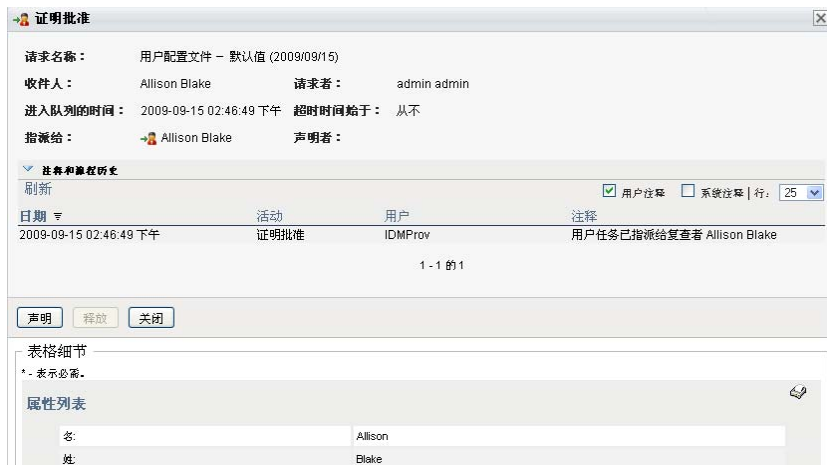 证明批准
请求名称： 用户配置文件 – 默认值 (2009/09/15)
收件人： Allison Blake 请求者： admin admin
进入队列的时间： 2009-09-15 02:46:49 下午 超时时间始于： 从不
指派给： Allison Blake 声明者：
注释和流程历史
刷新 用户注释 系统注释 | 行: 25
日期 活动 用户 注释
2009-09-15 02:46:49 下午 证明批准 IDMProv 用户任务已指派给复查者 Allison Blake
1 - 1 的 1
声明 释放 关闭
表格细节
* - 表示必需。
属性列表
名: Allison
姓: Blake